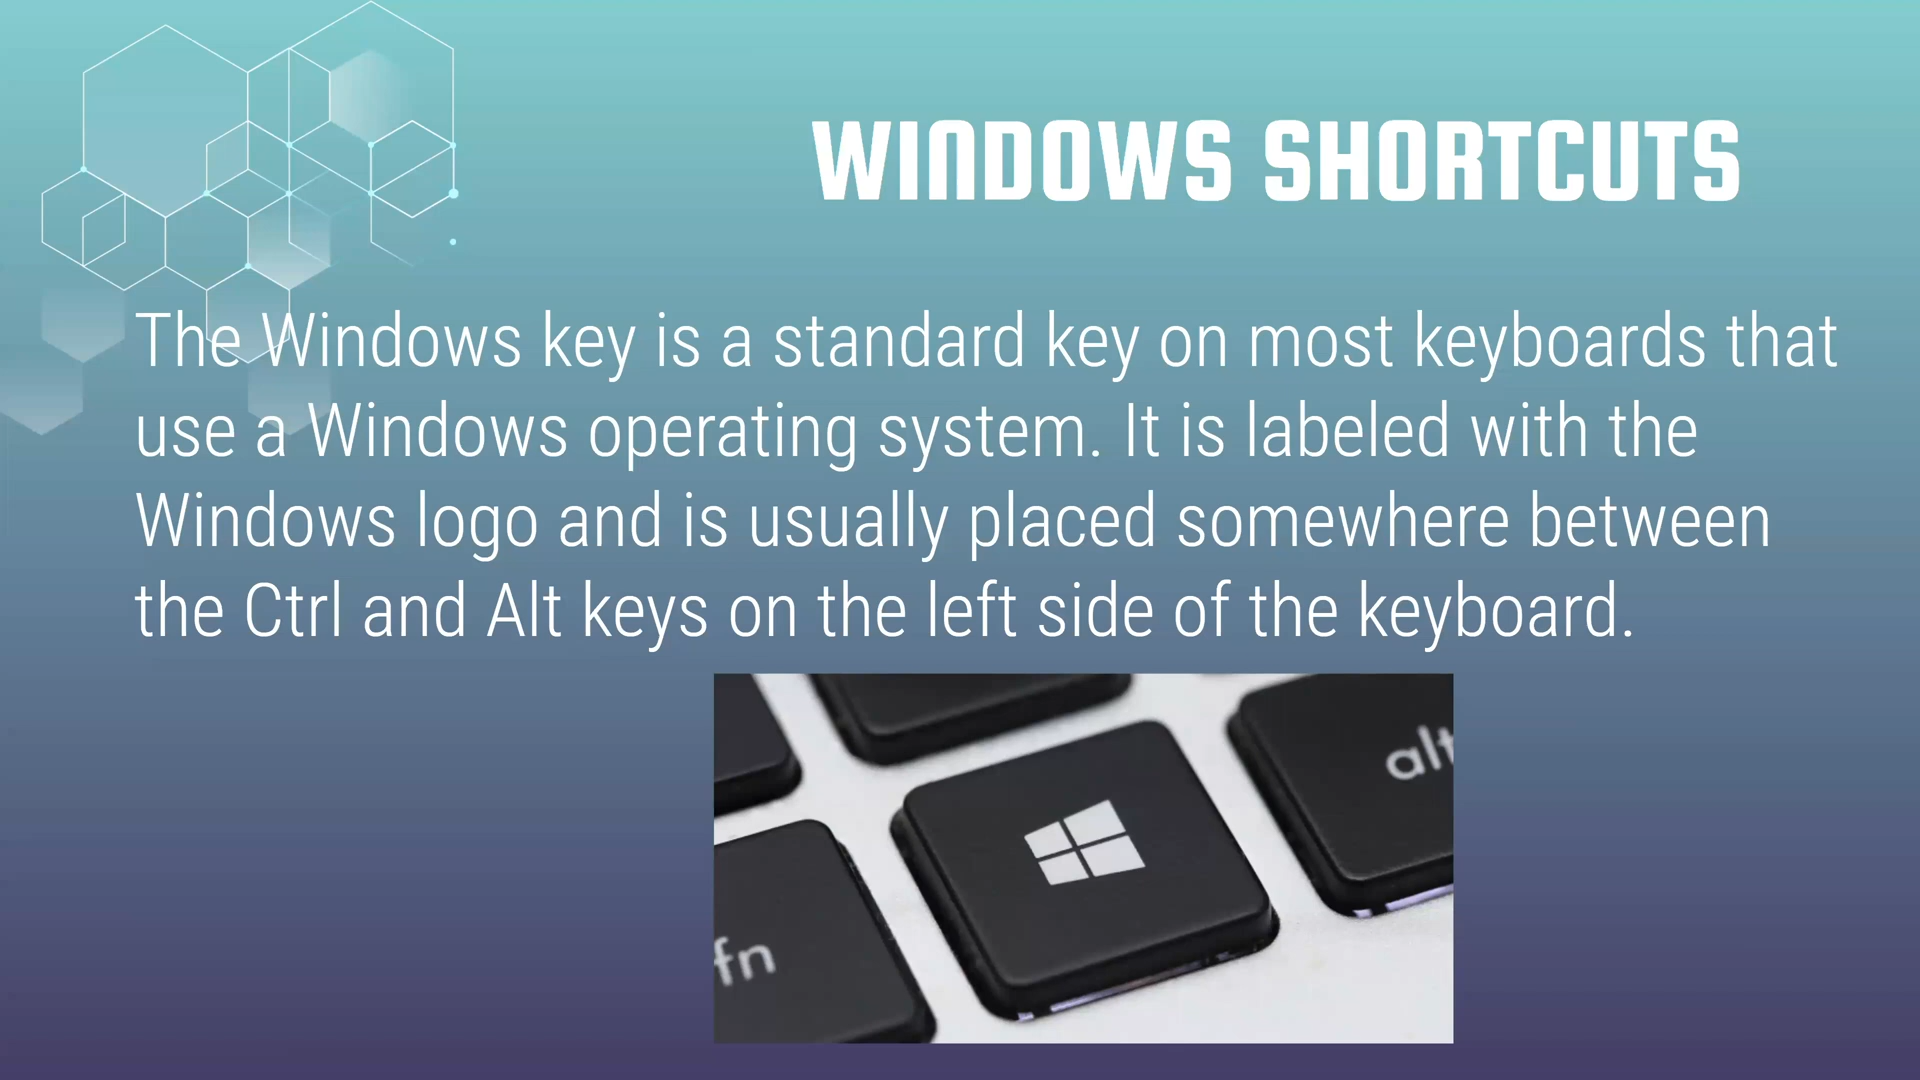 WINDOWS SHORTCUTS
The Windows key is a standard key on most keyboards that
use a Windows operating system. It is labeled with the
Windows logo and is usually placed somewhere between
the Ctrl and Alt keys on the left side of the keyboard.
alt
fn